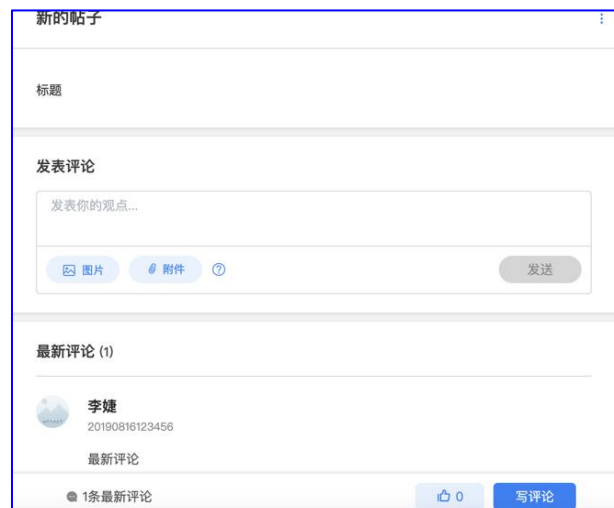 新的帖子
标题
发表评论
发表你的观点...
图片 附件 发送
最新评论 (1)
李婕
20190816123456
最新评论
1条最新评论 0 写评论